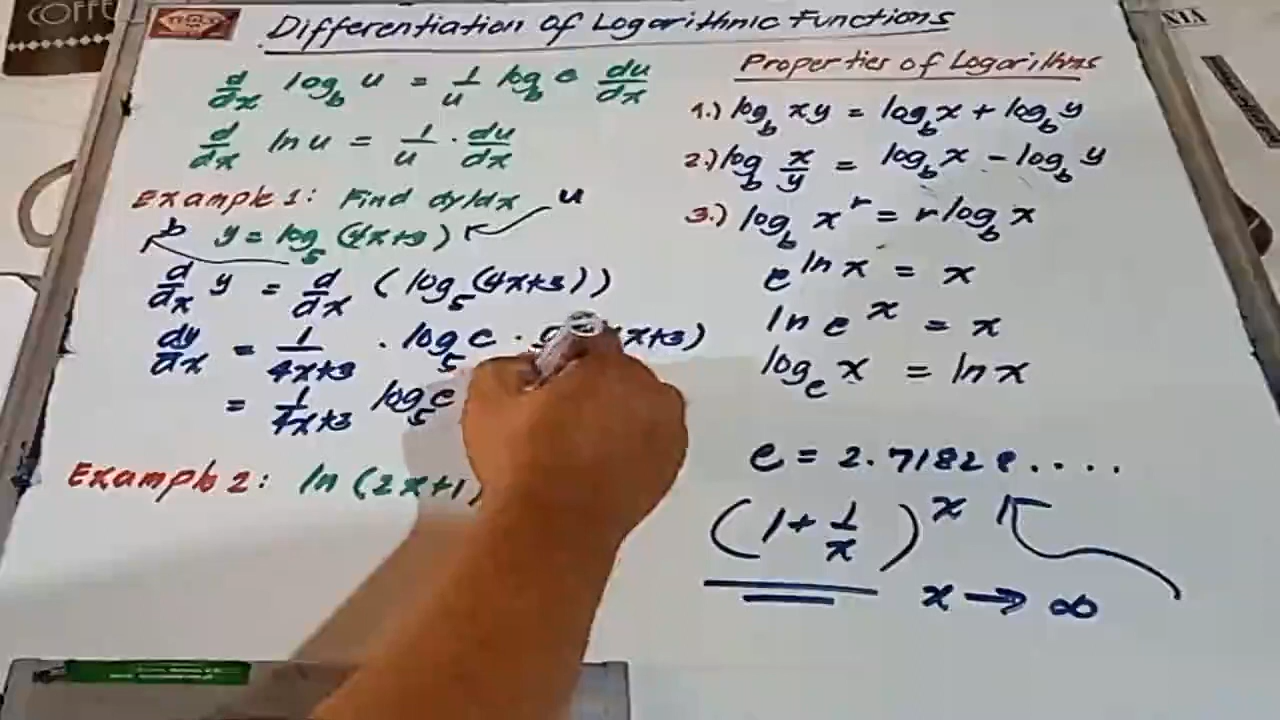 COFFE
Differentiation Of Logarithmic Functions
d/dx log_b u = 1/u log_b e du/dx
d/dx ln u = 1/u · du/dx
Example 1: Find dy/dx
u
b
y = log_5 (4x+3)
d/dx y = d/dx (log_5 (4x+3))
dy/dx = 1/4x+3 · log_5 e · x+3)
= 1/4x+3 log_5 e
Example 2: ln (2x+1)
Properties of Logarithms
1.) log_b xy = log_b x + log_b y
2.) log_b x/y = log_b x - log_b y
3.) log_b x^r = r log_b x
e^ln x = x
ln e^x = x
log_e x = ln x
e = 2.7182 e....
(1 + 1/x)^x
x → ∞